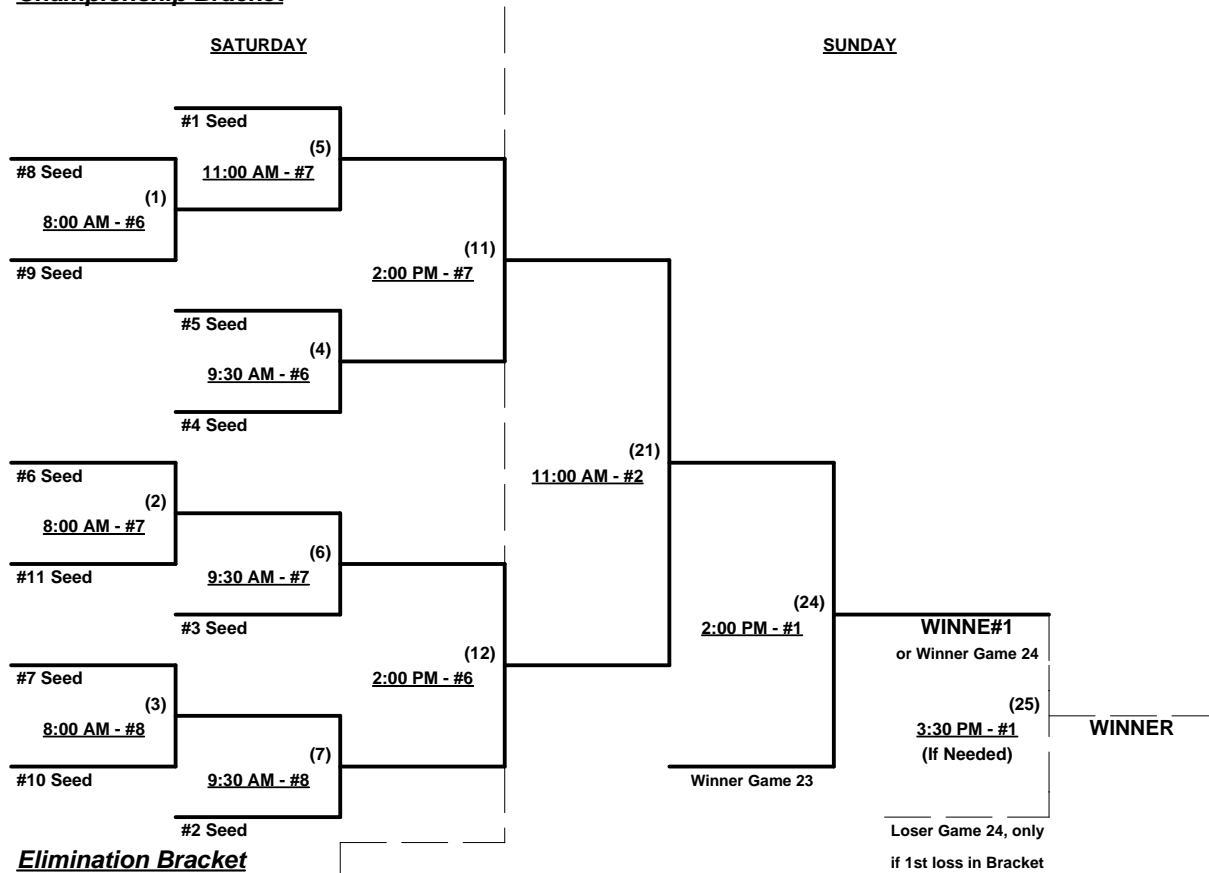 Championship Bracket
SATURDAY
SUNDAY
#1 Seed
(5)
11:00 AM - #7
#8 Seed
(1)
8:00 AM - #6
#9 Seed
(11)
2:00 PM - #7
#5 Seed
(4)
9:30 AM - #6
#4 Seed
(21)
11:00 AM - #2
#6 Seed
(2)
8:00 AM - #7
#11 Seed
(6)
9:30 AM - #7
#3 Seed
(24)
2:00 PM - #1
WINNE#1
or Winner Game 24
(12)
2:00 PM - #6
#7 Seed
(3)
8:00 AM - #8
#10 Seed
(25)
3:30 PM - #1
(If Needed)
WINNER
(7)
9:30 AM - #8
Winner Game 23
#2 Seed
Loser Game 24, only
if 1st loss in Bracket
Elimination Bracket